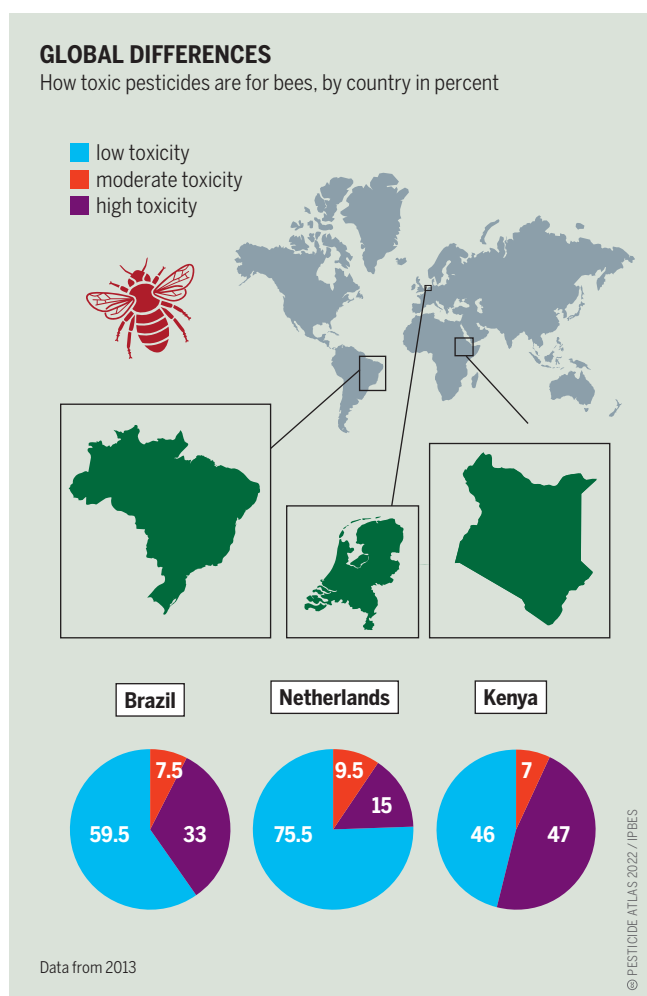 GLOBAL DIFFERENCES
How toxic pesticides are for bees, by country in percent
low toxicity
moderate toxicity
high toxicity
Brazil
Netherlands
Kenya
7.5
59.5
33
9.5
15
75.5
7
46
47
Data from 2013
PESTICIDE ATLAS 2022 / IPBES